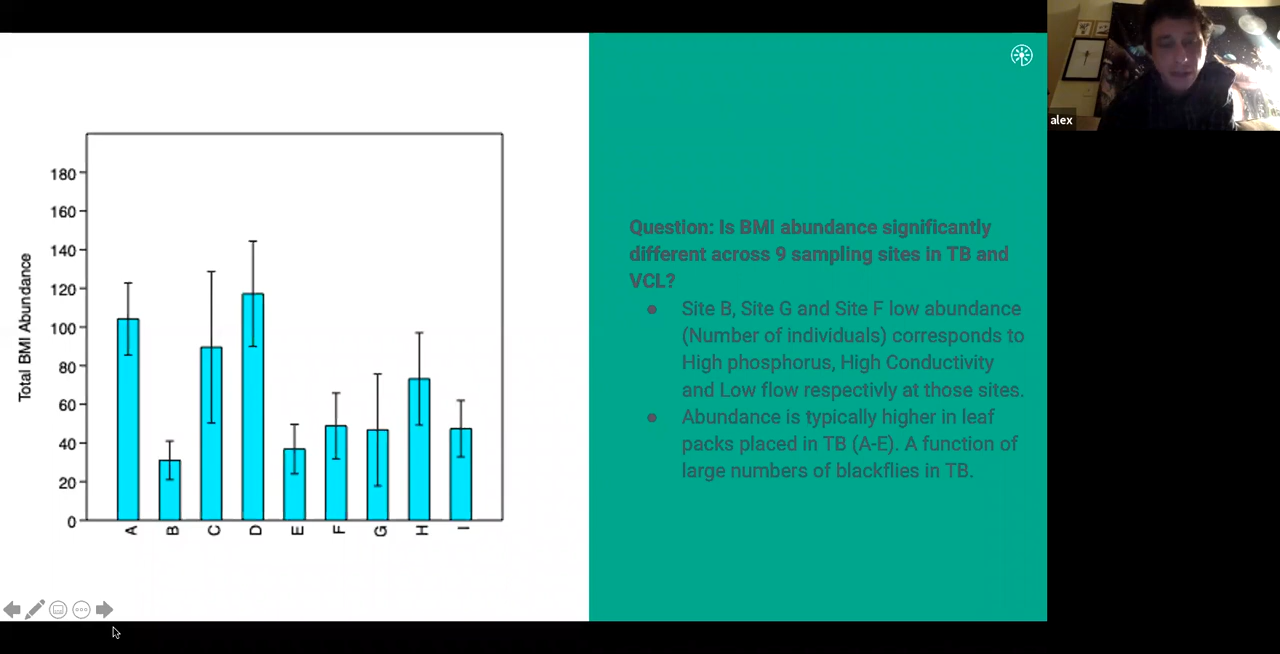 alex
180
160
140
120
100
80
60
40
20
0
Total BMI Abundance
A
B
C
D
E
F
G
H
I
Question: Is BMI abundance significantly
different across 9 sampling sites in TB and
VCL?
Site B, Site G and Site F low abundance
(Number of individuals) corresponds to
High phosphorus, High Conductivity
and Low flow respectivly at those sites.
Abundance is typically higher in leaf
packs placed in TB (A-E). A function of
large numbers of blackflies in TB.